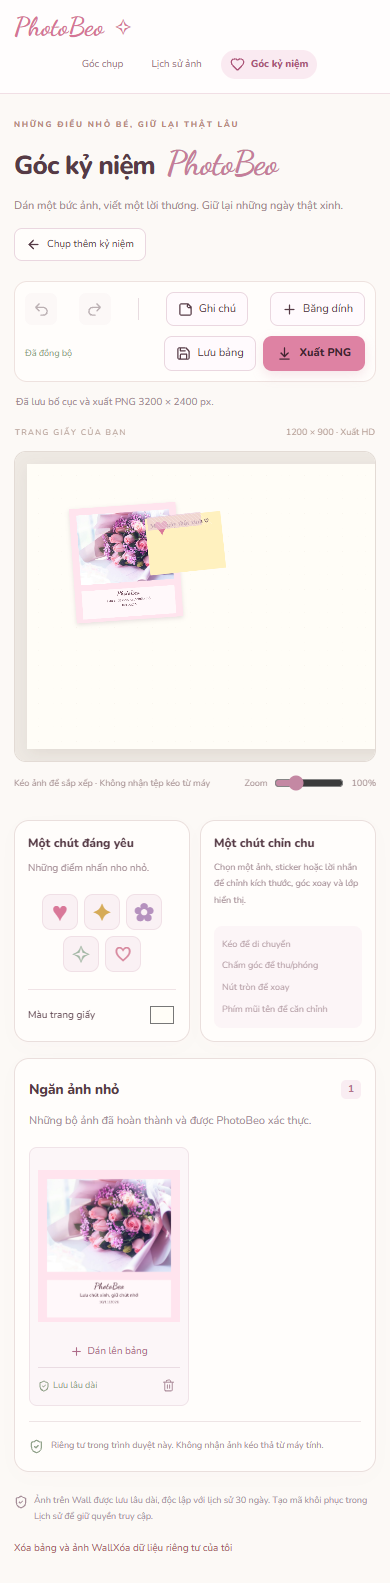 PhotoBeo
Góc chụp Lịch sử ảnh Góc kỷ niệm
NHỮNG ĐIỀU NHỎ BÉ, GIỮ LẠI THẬT LÂU
Góc kỷ niệm PhotoBeo
Dán một bức ảnh, viết một lời thương. Giữ lại những ngày thật xinh.
Chụp thêm kỷ niệm
Ghi chú Băng dính
Đã đồng bộ Lưu bảng Xuất PNG
Đã lưu bố cục và xuất PNG 3200 × 2400 px.
TRANG GIẤY CỦA BẠN 1200 × 900 · Xuất HD
PhotoBeo
Kéo ảnh để sắp xếp · Không nhận tệp kéo từ máy Zoom 100%
Một chút đáng yêu
Những điểm nhấn nho nhỏ.
Màu trang giấy
Một chút chỉn chu
Chọn một ảnh, sticker hoặc lời nhắn
để chỉnh kích thước, góc xoay và lớp
hiển thị.
Kéo để di chuyển
Chấm góc để thu/phóng
Nút tròn để xoay
Phím mũi tên để căn chỉnh
Ngăn ảnh nhỏ 1
Những bộ ảnh đã hoàn thành và được PhotoBeo xác thực.
PhotoBeo
Lưu chút xinh, giữ chút nhớ
Dán lên bảng
Lưu lâu dài
Riêng tư trong trình duyệt này. Không nhận ảnh kéo thả từ máy tính.
Ảnh trên Wall được lưu lâu dài, độc lập với lịch sử 30 ngày. Tạo mã khôi phục trong
Lịch sử để giữ quyền truy cập.
Xóa bảng và ảnh WallXóa dữ liệu riêng tư của tôi